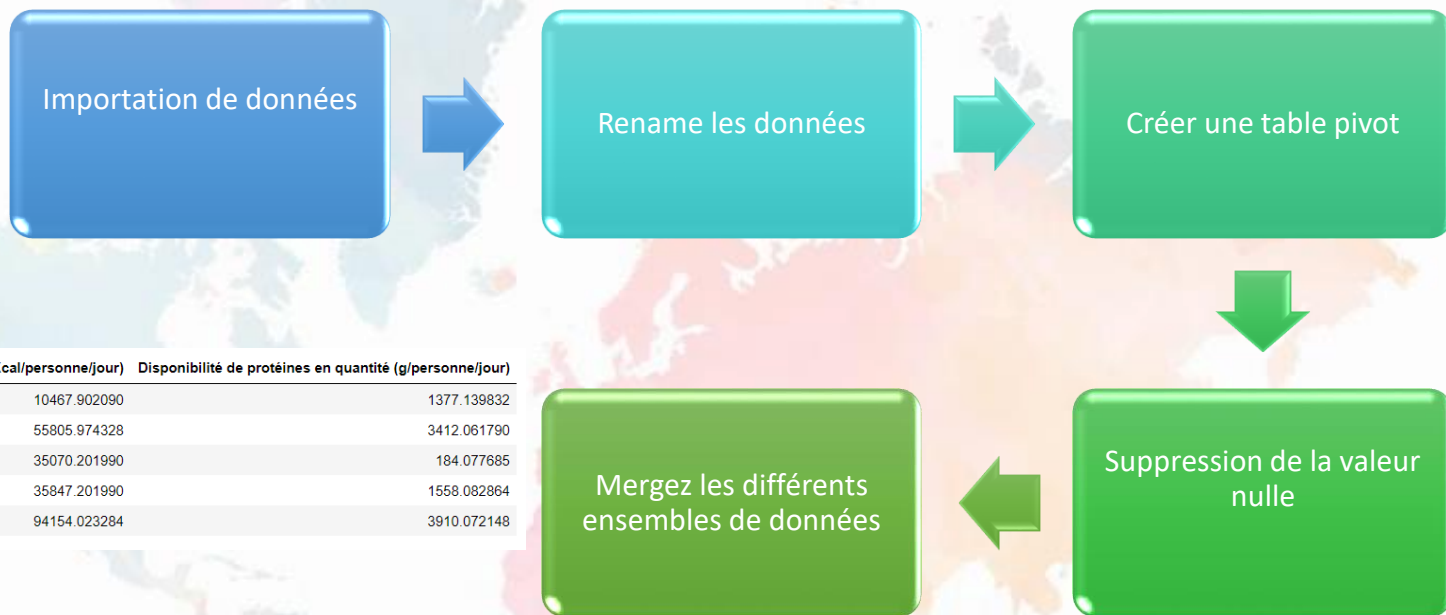 Importation de données
Rename les données
Créer une table pivot
Suppression de la valeur
nulle
Mergez les différents
ensembles de données
cal/personne/jour) Disponibilité de protéines en quantité (g/personne/jour)
10467.902090 1377.139832
55805.974328 3412.061790
35070.201990 184.077685
35847.201990 1558.082864
94154.023284 3910.072148